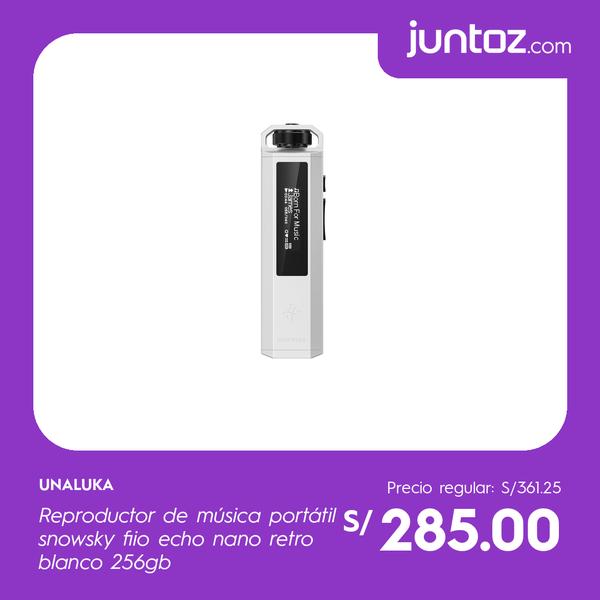 juntoz.com
Born For Music
James
UNALUKA
Reproductor de música portátil
snowsky fiio echo nano retro
blanco 256gb
Precio regular: S/361.25
S/285.00